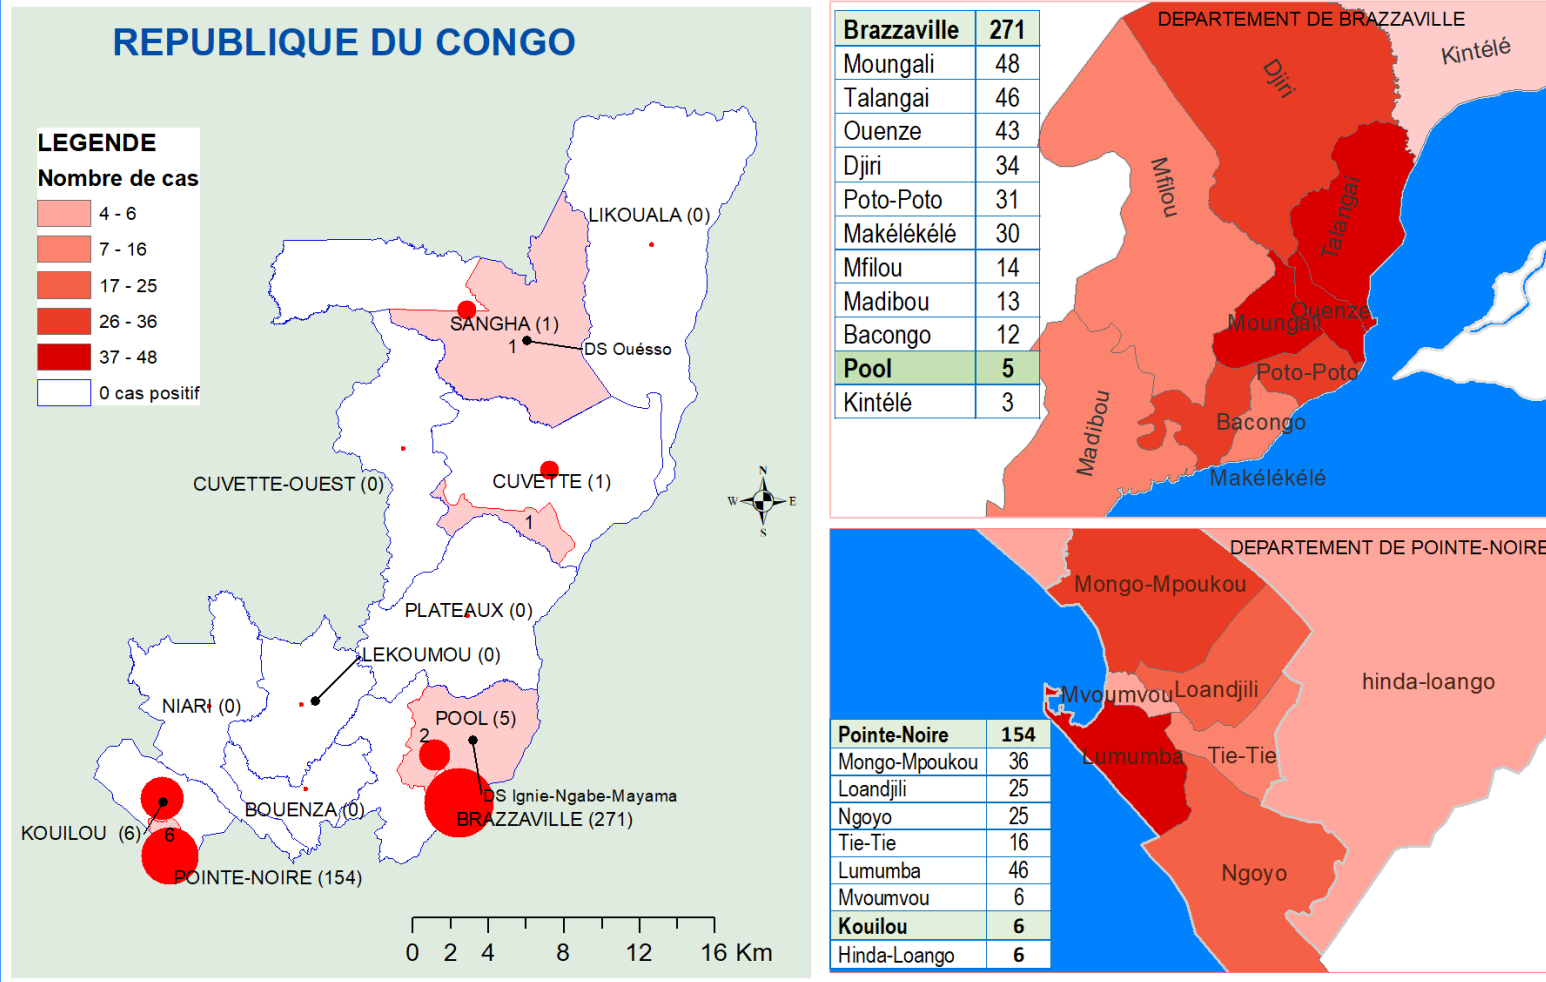 REPUBLIQUE DU CONGO
LEGENDE
Nombre de cas
4 - 6
7 - 16
17 - 25
26 - 36
37 - 48
0 cas positif
LIKOUALA (0)
SANGHA (1)
1
DS Ouésso
CUVETTE-OUEST (0)
CUVETTE (1)
1
N
W E
S
PLATEAUX (0)
LEKOUMOU (0)
NIARI (0)
POOL (5)
2
DS Ignie-Ngabe-Mayama
BOUENZA (0)
BRAZZAVILLE (271)
KOUILOU (6)
6
POINTE-NOIRE (154)
0 2 4 8 12 16 Km
Brazzaville 271
Moungali 48
Talangai 46
Ouenze 43
Djiri 34
Poto-Poto 31
Makélékélé 30
Mfilou 14
Madibou 13
Bacongo 12
Pool 5
Kintélé 3
DEPARTEMENT DE BRAZZAVILLE
Kintélé
Djiri
Mfilou
Talangai
Ouenze
Moungali
Poto-Poto
Madibou
Bacongo
Makélékélé
DEPARTEMENT DE POINTE-NOIRE
Mongo-Mpoukou
hinda-loango
Mvoumvou
Loandjili
Lumumba
Tie-Tie
Ngoyo
Pointe-Noire 154
Mongo-Mpoukou 36
Loandjili 25
Ngoyo 25
Tie-Tie 16
Lumumba 46
Mvoumvou 6
Kouilou 6
Hinda-Loango 6